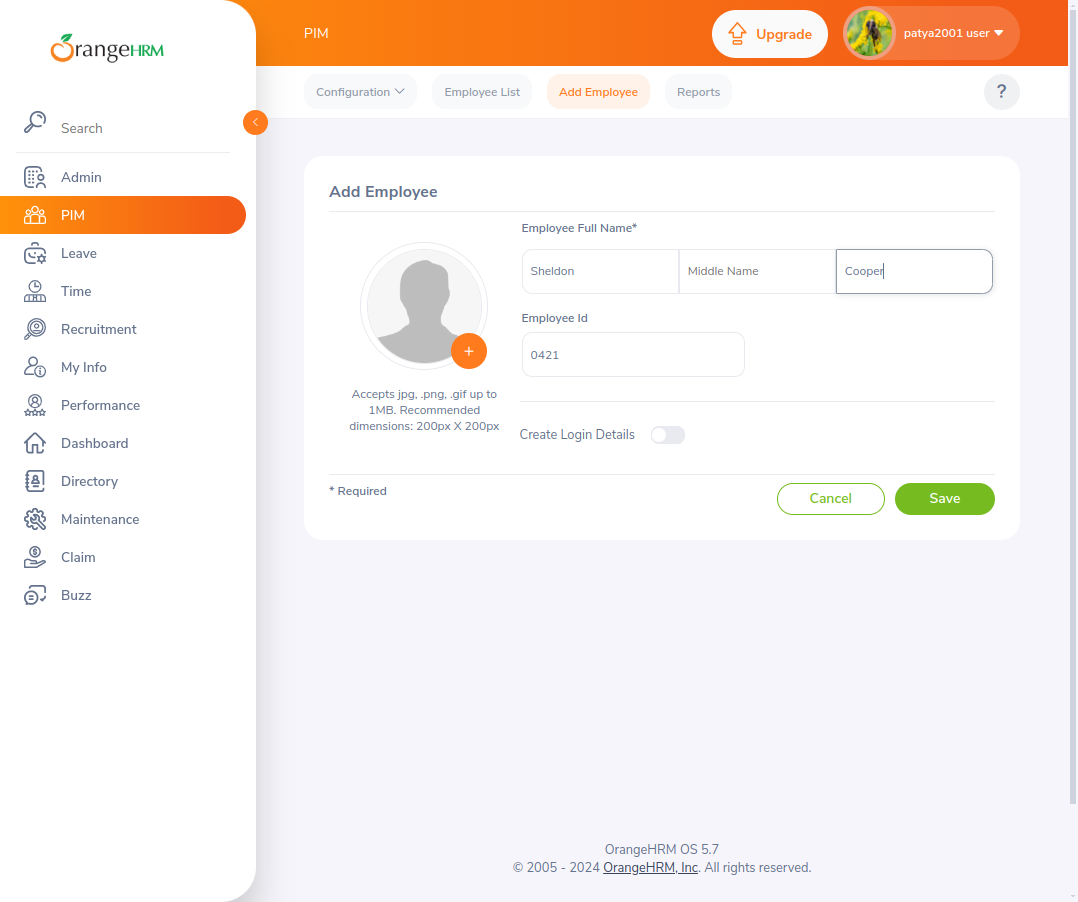 OrangeHRM
PIM
Upgrade
patya2001 user
Configuration
Employee List
Add Employee
Reports
?
Search
Admin
PIM
Leave
Time
Recruitment
My Info
Performance
Dashboard
Directory
Maintenance
Claim
Buzz
Add Employee
Employee Full Name*
Sheldon
Middle Name
Cooper
Employee Id
0421
Accepts jpg, .png, .gif up to
1MB. Recommended
dimensions: 200px X 200px
Create Login Details
* Required
Cancel
Save
OrangeHRM OS 5.7
© 2005 - 2024 OrangeHRM, Inc. All rights reserved.